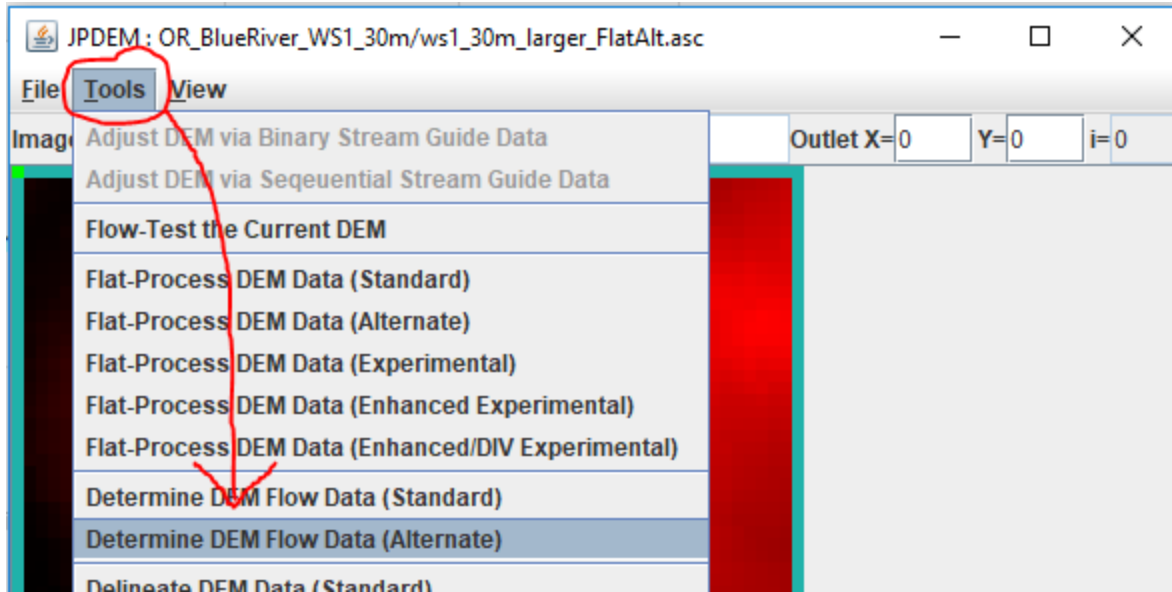 JPDEM : OR_BlueRiver_WS1_30m/ws1_30m_larger_FlatAlt.asc
File Tools View
Imag Outlet X= 0 Y= 0 i= 0
Adjust DEM via Binary Stream Guide Data
Adjust DEM via Seqeuential Stream Guide Data
Flow-Test the Current DEM
Flat-Process DEM Data (Standard)
Flat-Process DEM Data (Alternate)
Flat-Process DEM Data (Experimental)
Flat-Process DEM Data (Enhanced Experimental)
Flat-Process DEM Data (Enhanced/DIV Experimental)
Determine DEM Flow Data (Standard)
Determine DEM Flow Data (Alternate)
Delineate DEM Data (Standard)